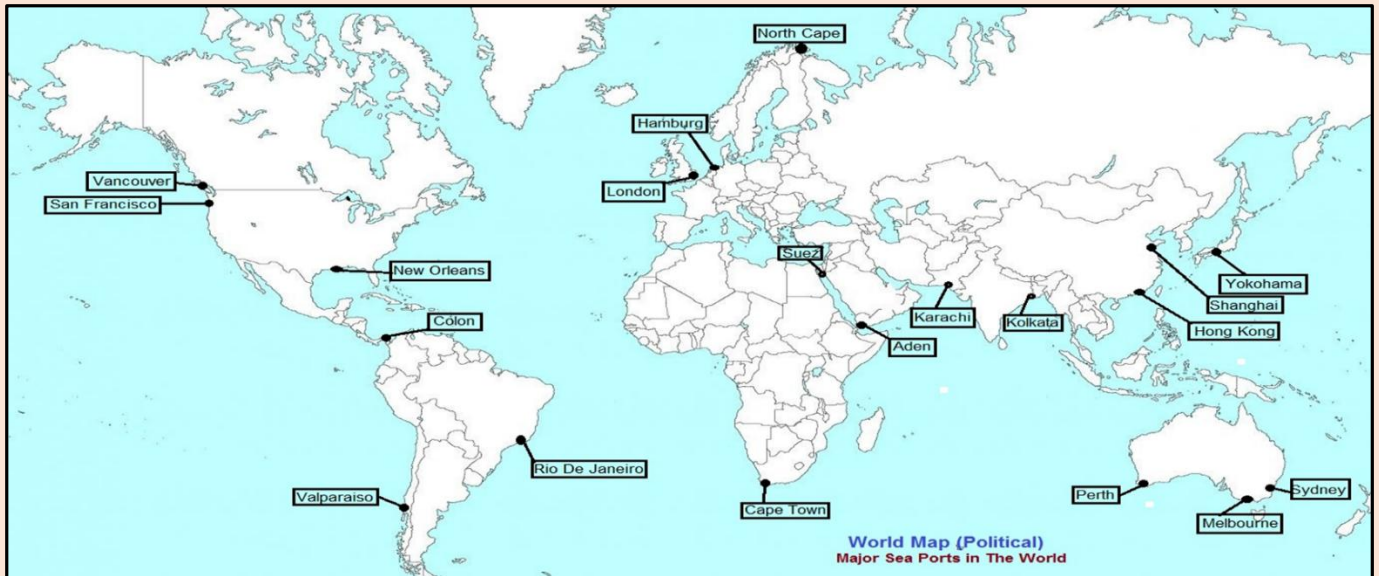 North Cape
Hamburg
London
Vancouver
San Francisco
Suez
New Orleans
Yokohama
Shanghai
Karachi
Kolkata
Colon
Hong Kong
Aden
Rio De Janeiro
Valparaiso
Perth
Sydney
Cape Town
Melbourne
World Map (Political)
Major Sea Ports in The World